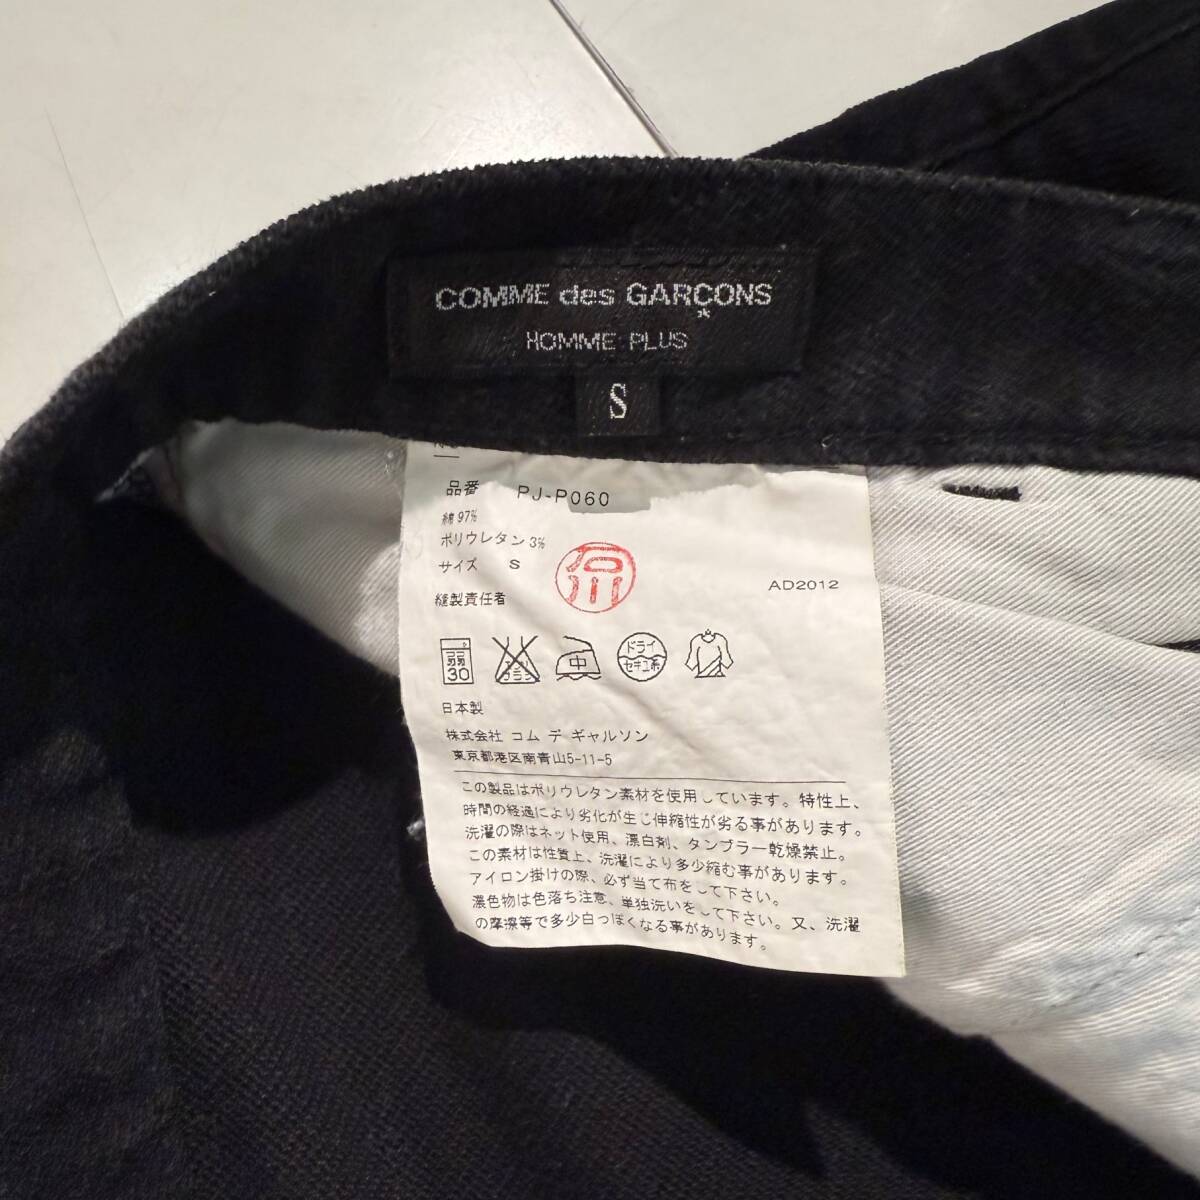 COMME des GARÇONS
HOMME PLUS
S
品番 PJ-P060
綿 97%
ポリウレタン 3%
サイズ S
縫製責任者
石川
AD2012
弱
30
ドライ
セキユ系
中
日本製
株式会社 コム デ ギャルソン
東京都港区南青山5-11-5
この製品はポリウレタン素材を使用しています。特性上、
時間の経過により劣化が生じ伸縮性が劣る事があります。
洗濯の際はネット使用、漂白剤、タンブラー乾燥禁止。
この素材は性質上、洗濯により多少縮む事があります。
アイロン掛けの際、必ず当て布をして下さい。
濃色物は色落ち注意、単独洗いをして下さい。又、洗濯
の摩擦等で多少白っぽくなる事があります。